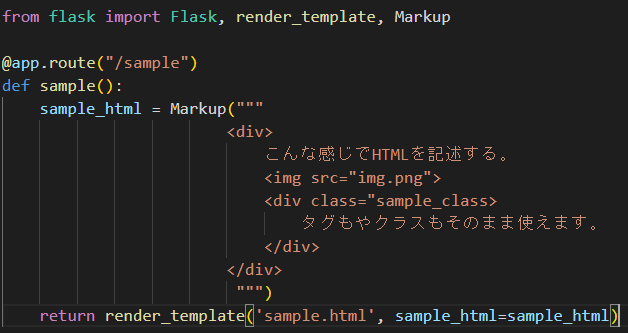 from flask import Flask, render_template, Markup
@app.route("/sample")
def sample():
sample_html = Markup("""
<div>
こんな感じでHTMLを記述する。
<img src="img.png">
<div class="sample_class>
タグもやクラスもそのまま使えます。
</div>
</div>
""")
return render_template('sample.html', sample_html=sample_html)